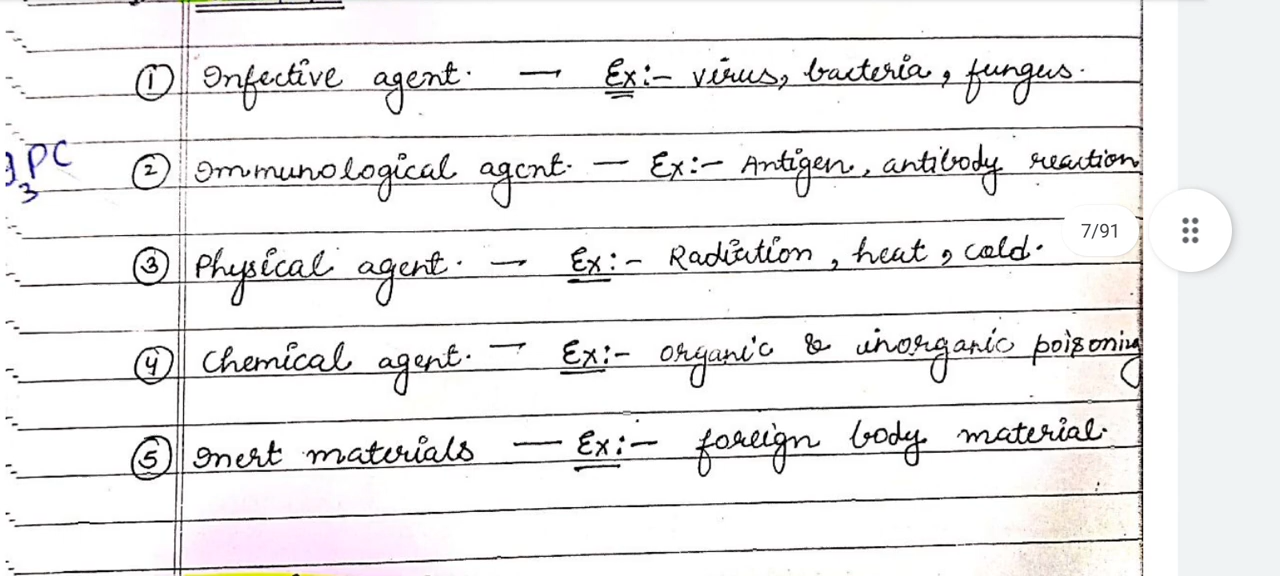 ① Infective agent. — Ex:- virus, bacteria, fungus.
PC
3
② Immunological agent. — Ex:- Antigen, antibody reaction
7/91
③ Physical agent. — Ex:- Radiation, heat, cold.
④ Chemical agent. — Ex:- organic & inorganic poisoning
⑤ Inert materials — Ex:- foreign body material.